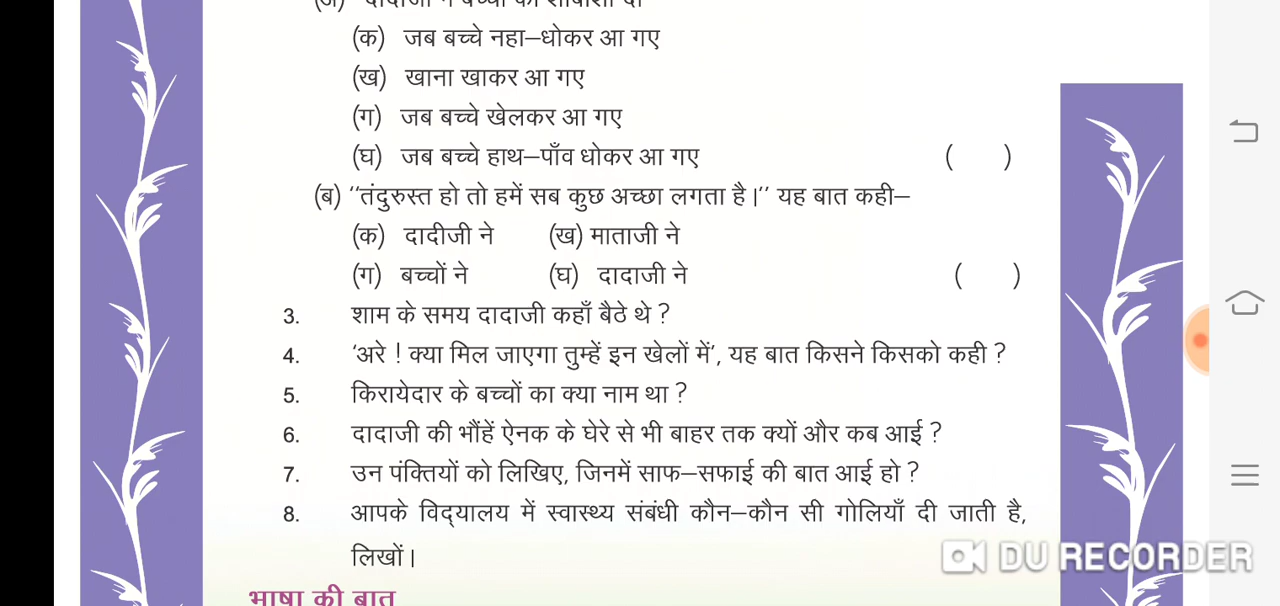 (क) जब बच्चे नहा–धोकर आ गए
(ख) खाना खाकर आ गए
(ग) जब बच्चे खेलकर आ गए
(घ) जब बच्चे हाथ–पाँव धोकर आ गए ( )
(ब) ‘‘तंदुरुस्त हो तो हमें सब कुछ अच्छा लगता है।’’ यह बात कही–
(क) दादीजी ने (ख) माताजी ने
(ग) बच्चों ने (घ) दादाजी ने ( )
3. शाम के समय दादाजी कहाँ बैठे थे ?
4. ‘अरे ! क्या मिल जाएगा तुम्हें इन खेलों में’, यह बात किसने किसको कही ?
5. किरायेदार के बच्चों का क्या नाम था ?
6. दादाजी की भौंहें ऐनक के घेरे से भी बाहर तक क्यों और कब आई ?
7. उन पंक्तियों को लिखिए, जिनमें साफ–सफाई की बात आई हो ?
8. आपके विद्यालय में स्वास्थ्य संबंधी कौन–कौन सी गोलियाँ दी जाती है,
लिखों।
DU RECORDER
भाषा की बात